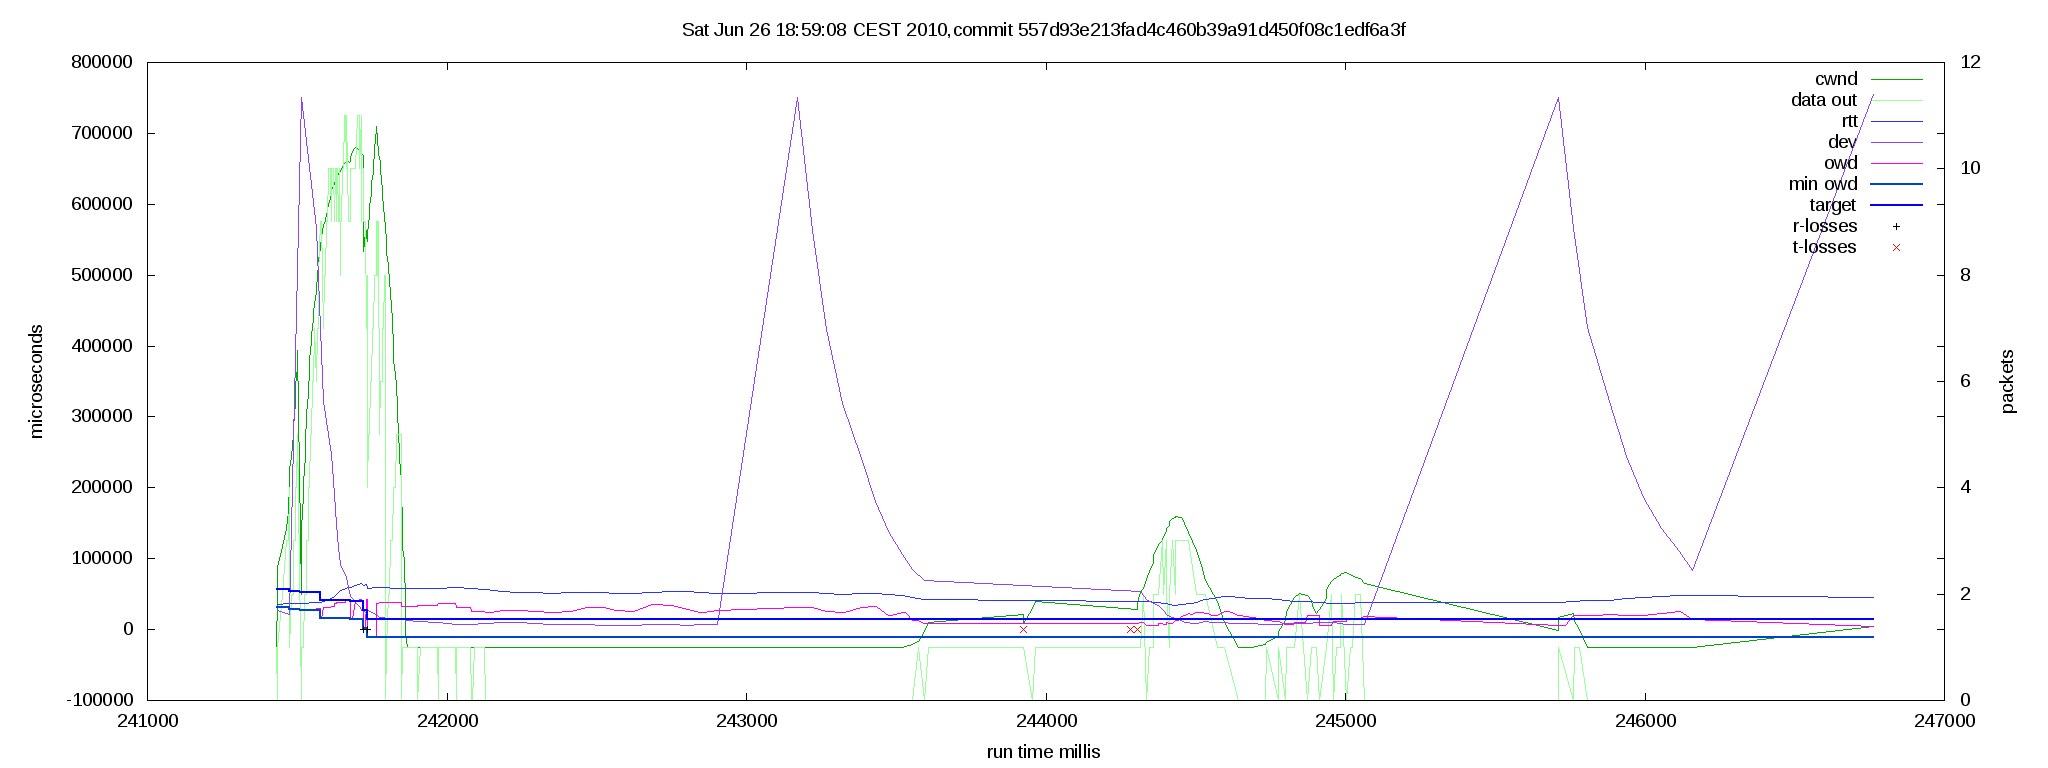 Sat Jun 26 18:59:08 CEST 2010, commit 557d93e213fad4c460b39a91d450f08c1edf6a3f
800000
700000
600000
500000
400000
300000
200000
100000
0
-100000
microseconds
12
10
8
6
4
2
0
packets
cwnd
data out
rtt
dev
owd
min owd
target
r-losses
t-losses
241000 242000 243000 244000 245000 246000 247000
run time millis